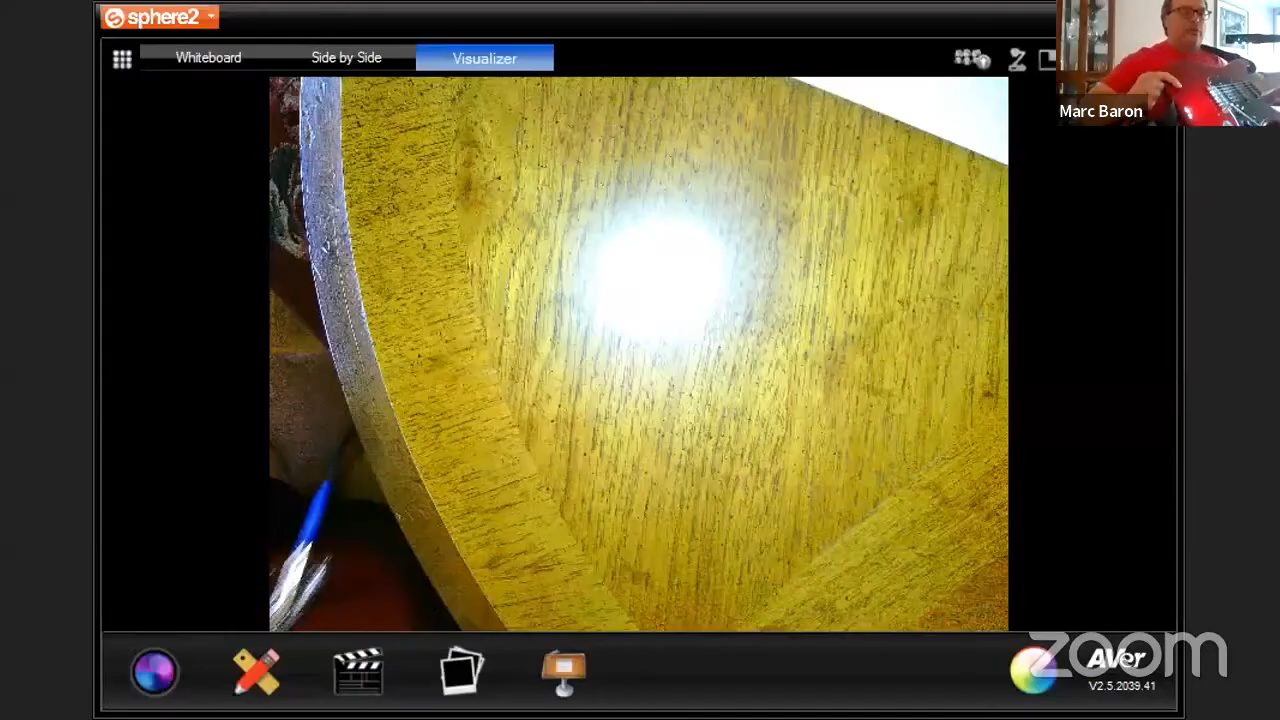 sphere2
Whiteboard
Side by Side
Visualizer
Marc Baron
zoom
AVer
V2.5.2039.41